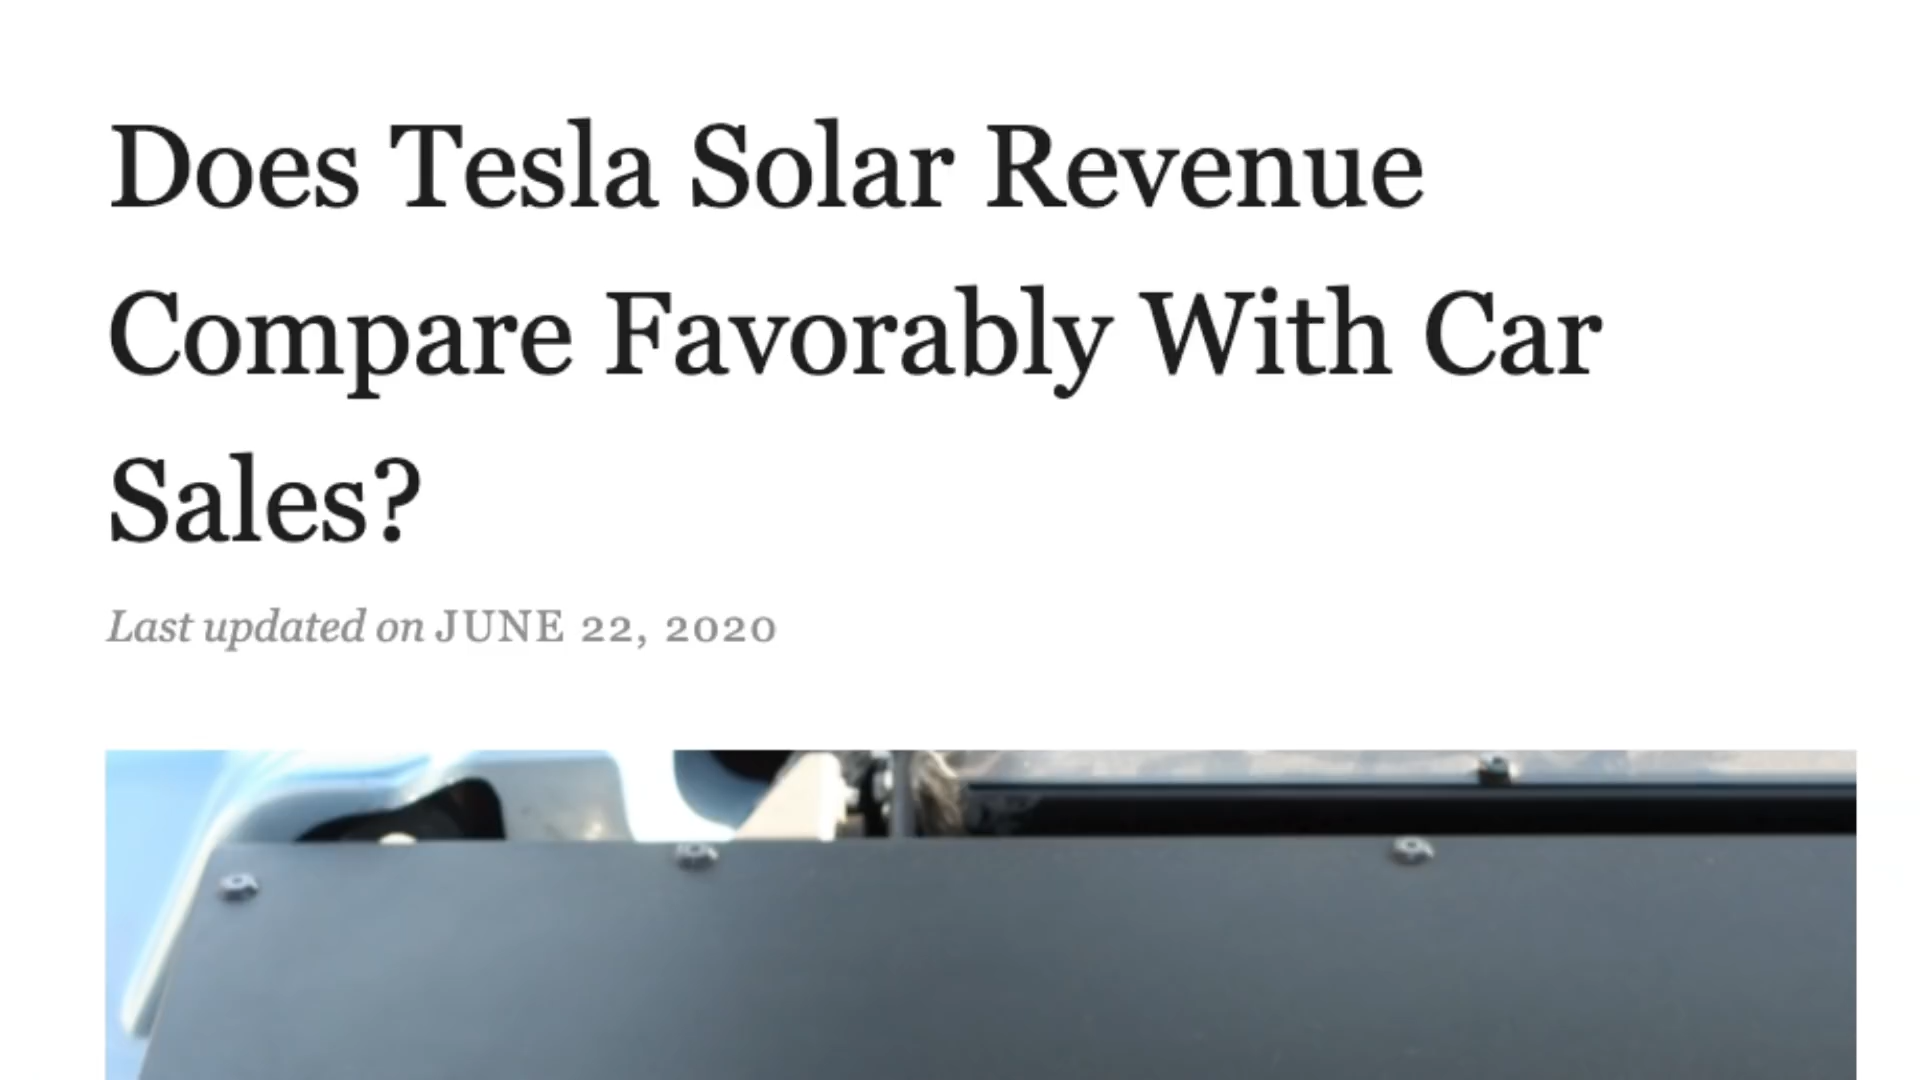 Does Tesla Solar Revenue
Compare Favorably With Car
Sales?
Last updated on JUNE 22, 2020